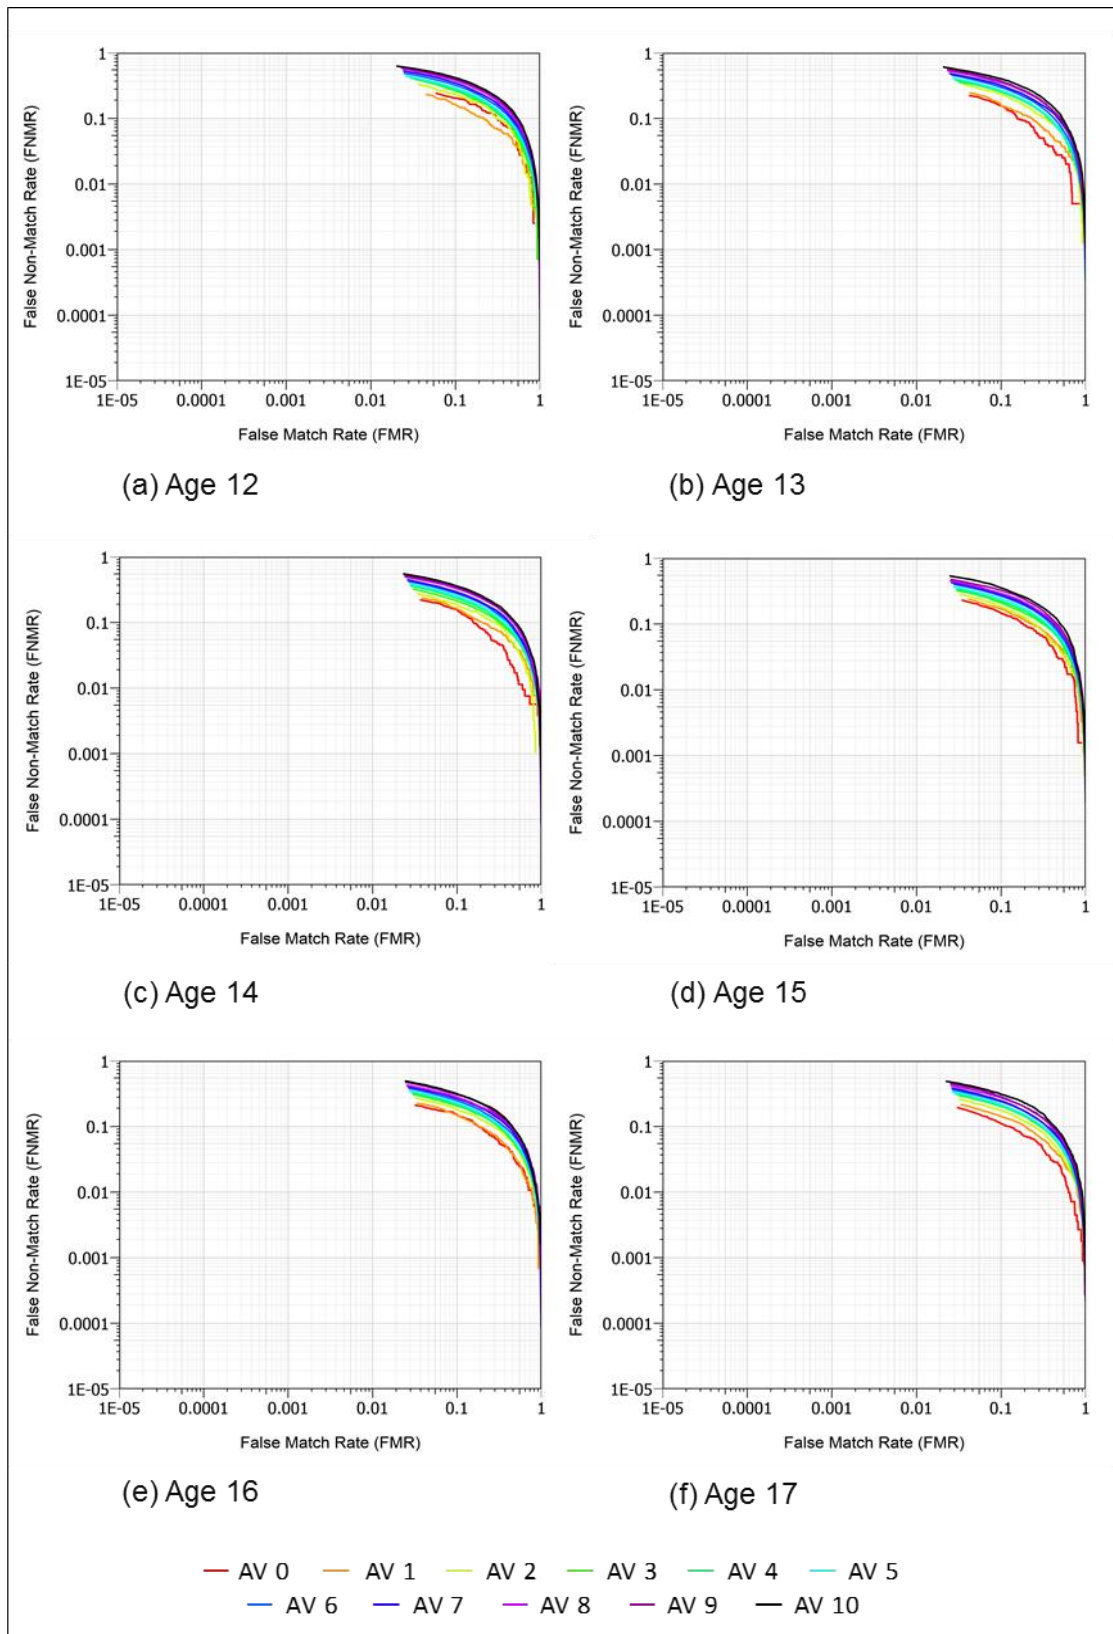 1
0.1
0.01
0.001
0.0001
1E-05
False Non-Match Rate (FNMR)
1E-05 0.0001 0.001 0.01 0.1 1
False Match Rate (FMR)
(a) Age 12
1
0.1
0.01
0.001
0.0001
1E-05
False Non-Match Rate (FNMR)
1E-05 0.0001 0.001 0.01 0.1 1
False Match Rate (FMR)
(b) Age 13
1
0.1
0.01
0.001
0.0001
1E-05
False Non-Match Rate (FNMR)
1E-05 0.0001 0.001 0.01 0.1 1
False Match Rate (FMR)
(c) Age 14
1
0.1
0.01
0.001
0.0001
1E-05
False Non-Match Rate (FNMR)
1E-05 0.0001 0.001 0.01 0.1 1
False Match Rate (FMR)
(d) Age 15
1
0.1
0.01
0.001
0.0001
1E-05
False Non-Match Rate (FNMR)
1E-05 0.0001 0.001 0.01 0.1 1
False Match Rate (FMR)
(e) Age 16
1
0.1
0.01
0.001
0.0001
1E-05
False Non-Match Rate (FNMR)
1E-05 0.0001 0.001 0.01 0.1 1
False Match Rate (FMR)
(f) Age 17
AV 0 AV 1 AV 2 AV 3 AV 4 AV 5
AV 6 AV 7 AV 8 AV 9 AV 10